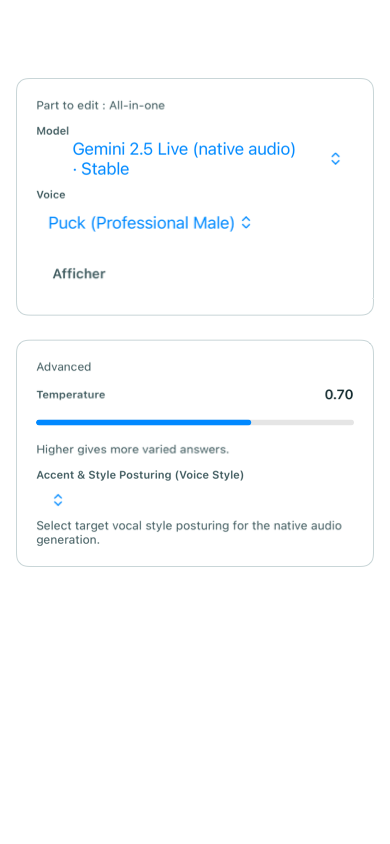 Part to edit : All-in-one
Model
Gemini 2.5 Live (native audio)
· Stable
Voice
Puck (Professional Male)
Afficher
Advanced
Temperature 0.70
Higher gives more varied answers.
Accent & Style Posturing (Voice Style)
Select target vocal style posturing for the native audio
generation.